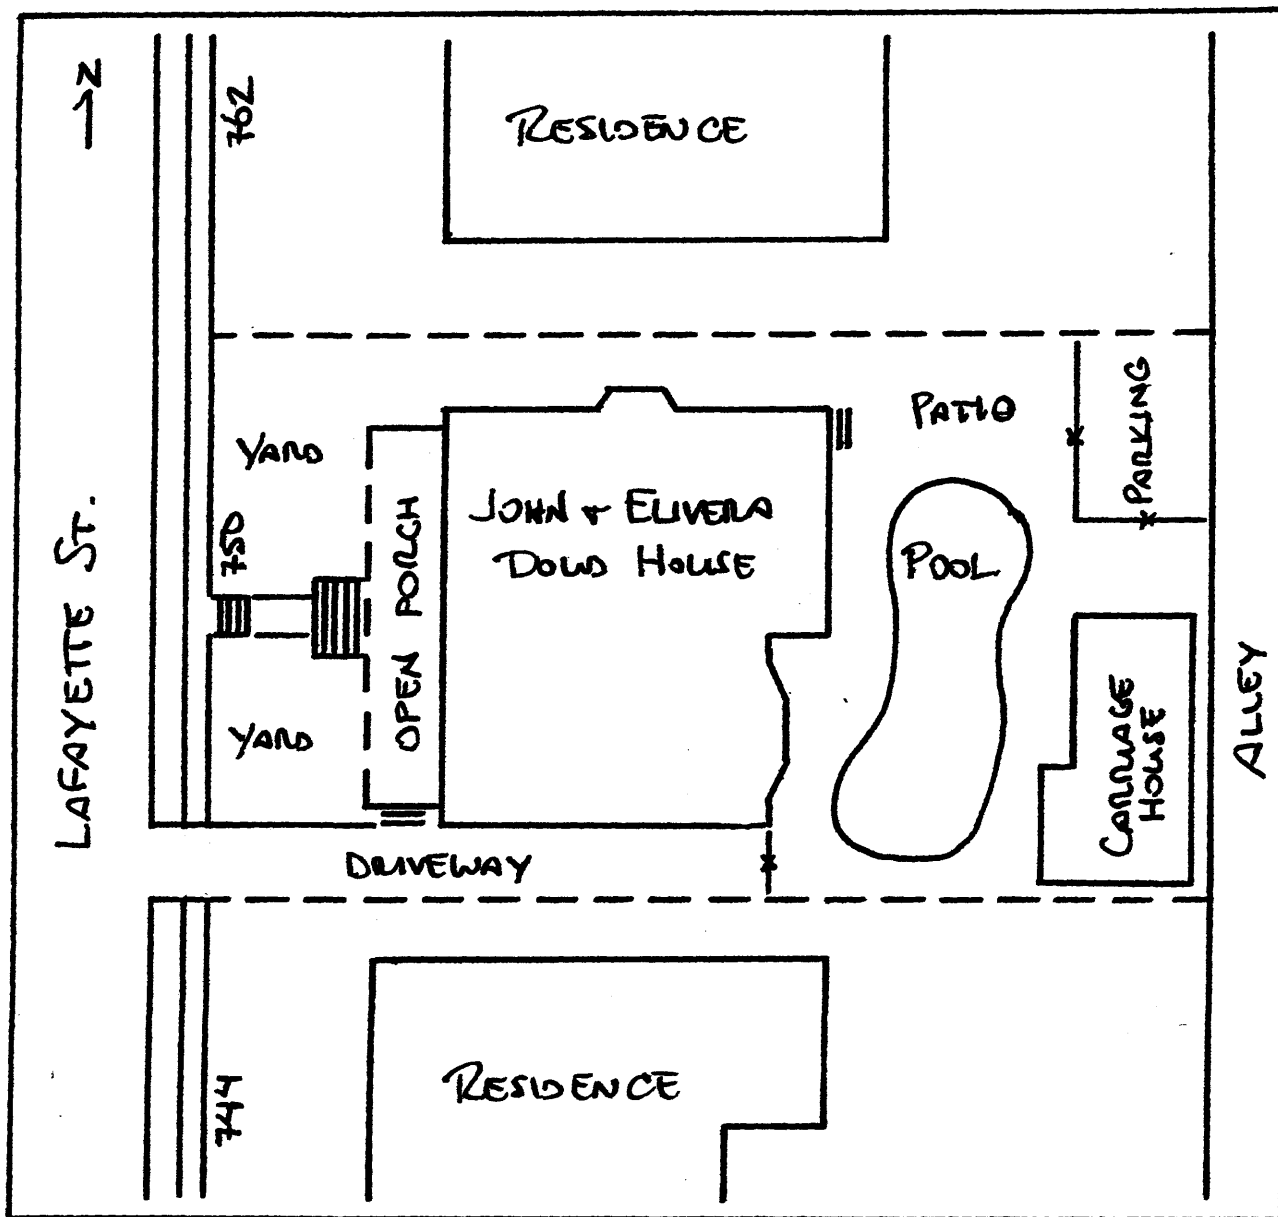 N
762
RESIDENCE
YARD
PATIO
PARKING
JOHN + ELIVERA
DOUD HOUSE
OPEN PORCH
750
POOL
LAFAYETTE ST.
YARD
ALLEY
CARRIAGE
HOUSE
DRIVEWAY
RESIDENCE
744